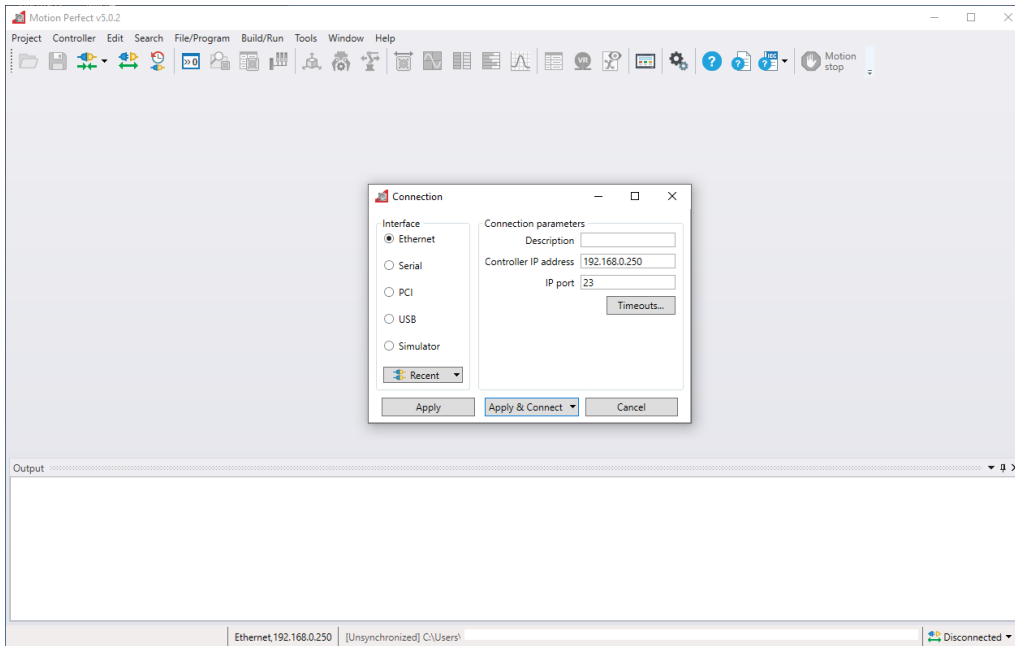 Motion Perfect v5.0.2
Project Controller Edit Search File/Program Build/Run Tools Window Help
Motion
stop
Connection
Interface
Ethernet
Serial
PCI
USB
Simulator
Recent
Connection parameters
Description
Controller IP address 192.168.0.250
IP port 23
Timeouts...
Apply Apply & Connect Cancel
Output
Ethernet,192.168.0.250 [Unsynchronized] C:\Users\ Disconnected